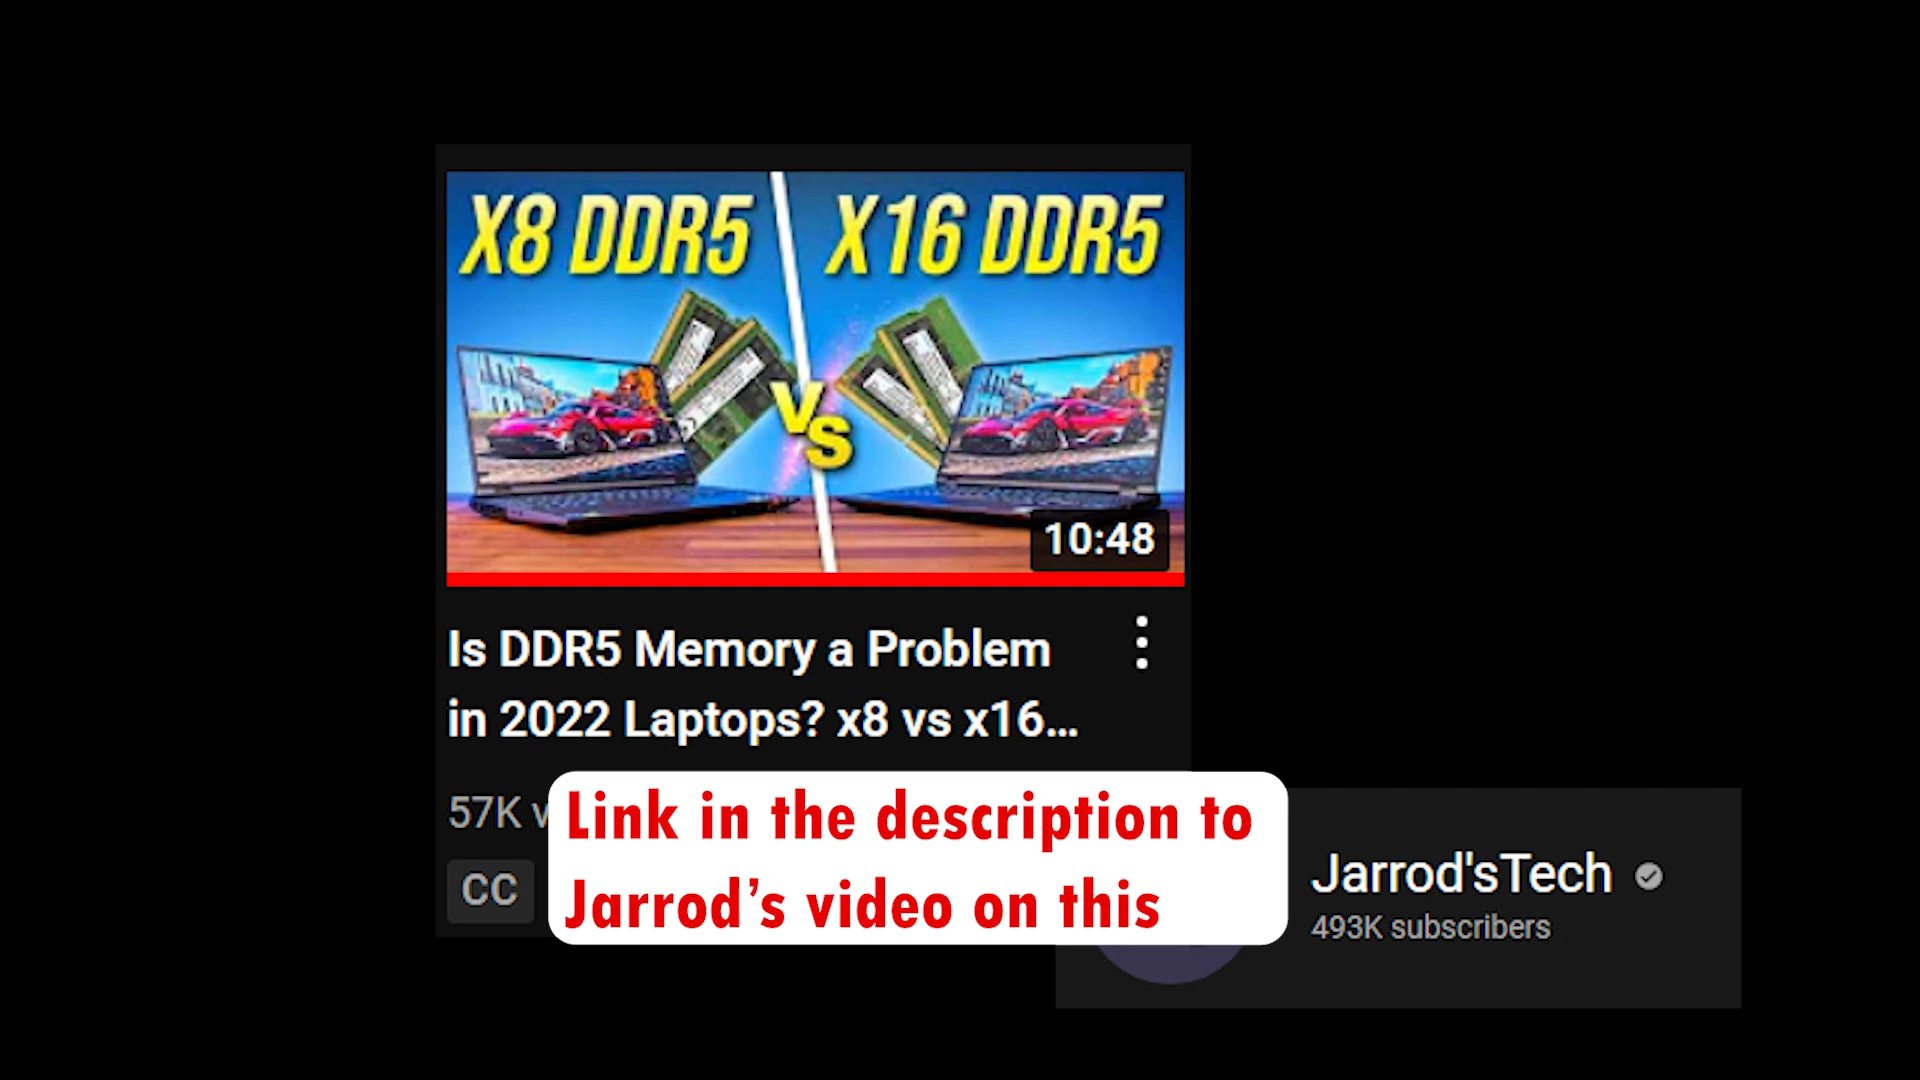 X8 DDR5
X16 DDR5
VS
10:48
Is DDR5 Memory a Problem
in 2022 Laptops? x8 vs x16...
57K
CC
Link in the description to
Jarrod’s video on this
Jarrod'sTech
493K subscribers